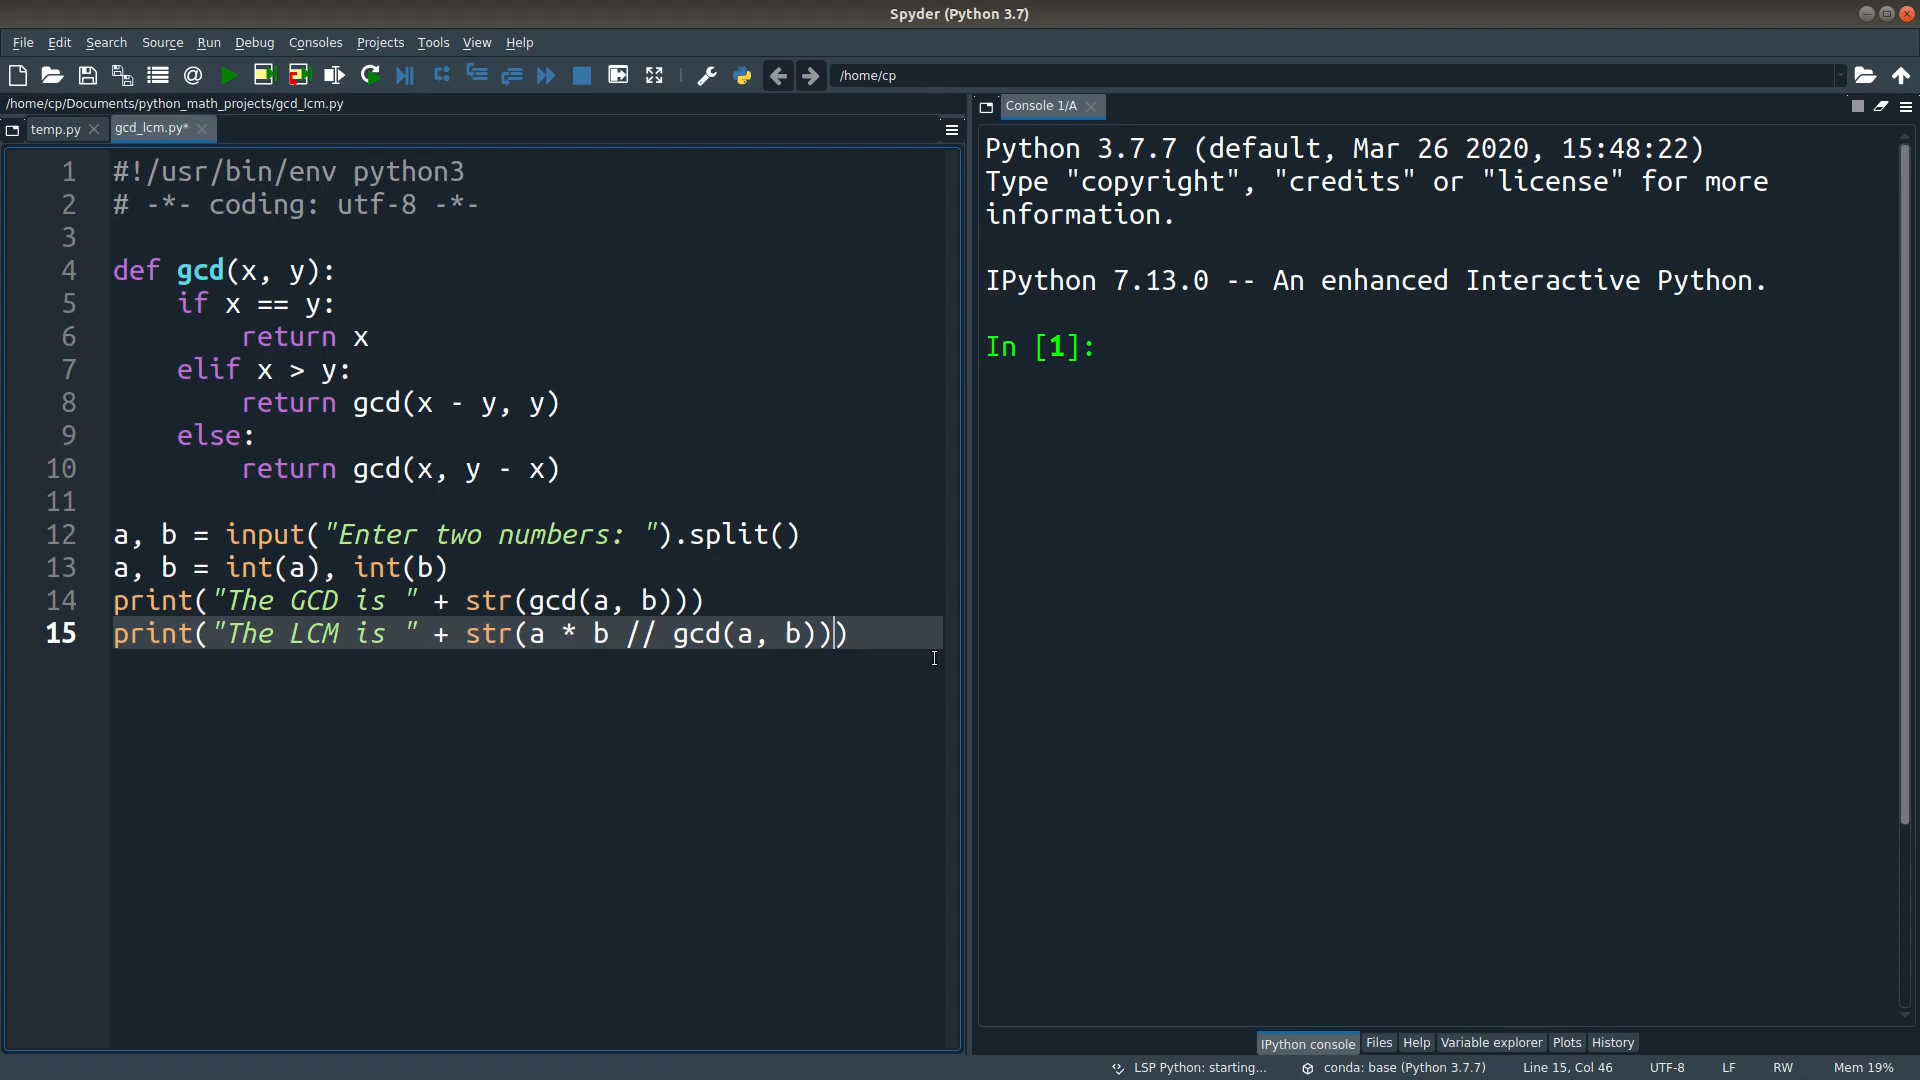 Spyder (Python 3.7)
File Edit Search Source Run Debug Consoles Projects Tools View Help
/home/cp
/home/cp/Documents/python_math_projects/gcd_lcm.py
temp.py gcd_lcm.py*
1 #!/usr/bin/env python3
2 # -*- coding: utf-8 -*-
3
4 def gcd(x, y):
5     if x == y:
6         return x
7     elif x > y:
8         return gcd(x - y, y)
9     else:
10         return gcd(x, y - x)
11
12 a, b = input("Enter two numbers: ").split()
13 a, b = int(a), int(b)
14 print("The GCD is " + str(gcd(a, b)))
15 print("The LCM is " + str(a * b // gcd(a, b)))
Console 1/A
Python 3.7.7 (default, Mar 26 2020, 15:48:22)
Type "copyright", "credits" or "license" for more
information.
IPython 7.13.0 -- An enhanced Interactive Python.
In [1]:
IPython console Files Help Variable explorer Plots History
LSP Python: starting... conda: base (Python 3.7.7) Line 15, Col 46 UTF-8 LF RW Mem 19%